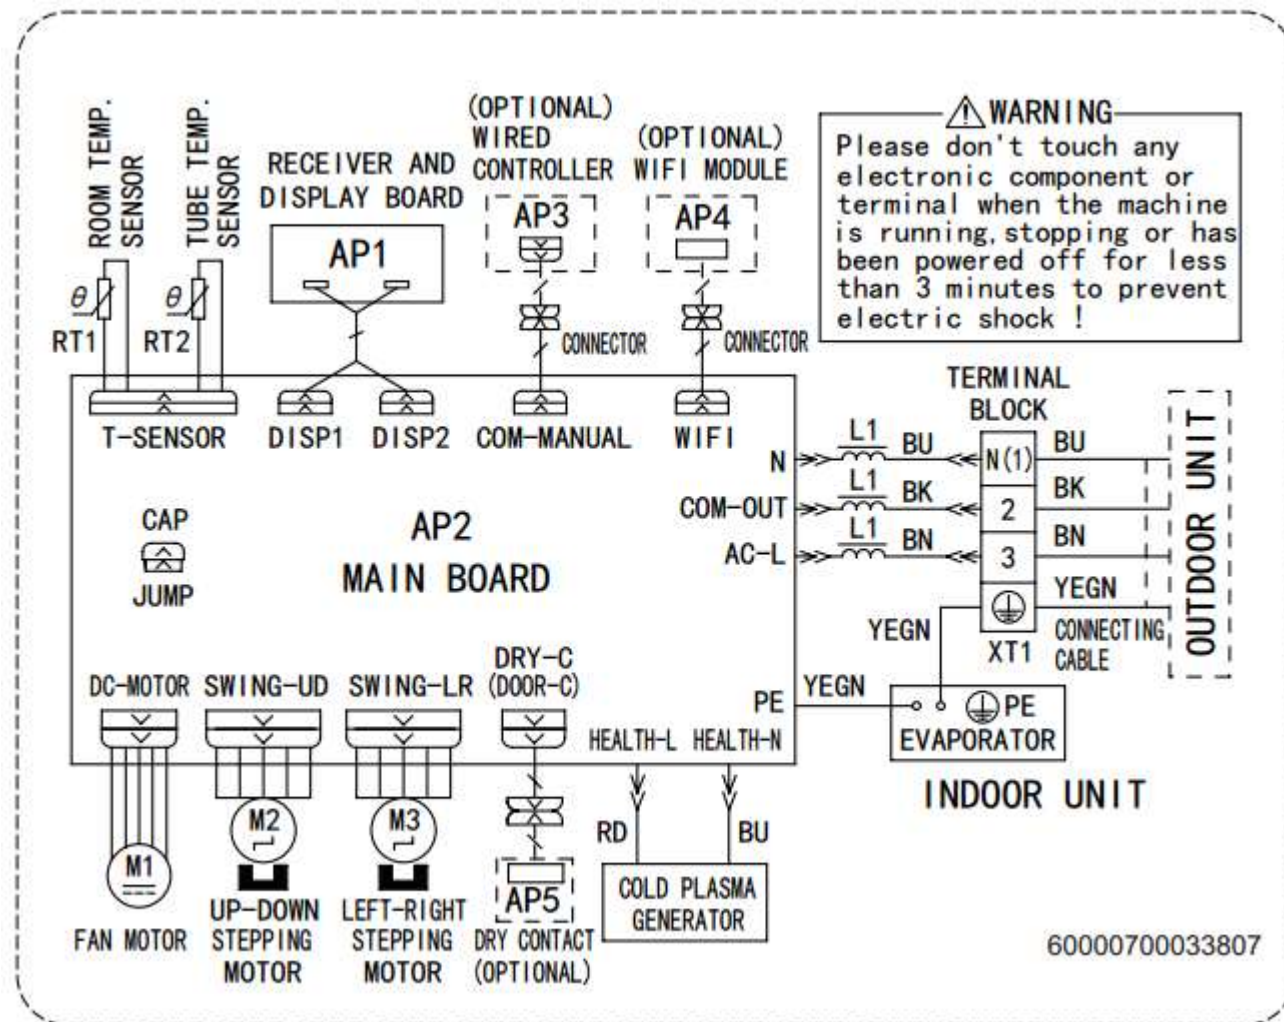 ROOM TEMP.
SENSOR
TUBE TEMP.
SENSOR
θ
RT1
θ
RT2
RECEIVER AND
DISPLAY BOARD
AP1
(OPTIONAL)
WIRED
CONTROLLER
AP3
CONNECTOR
(OPTIONAL)
WIFI MODULE
AP4
CONNECTOR
WARNING
Please don't touch any
electronic component or
terminal when the machine
is running, stopping or has
been powered off for less
than 3 minutes to prevent
electric shock !
T-SENSOR
DISP1
DISP2
COM-MANUAL
WIFI
CAP
JUMP
AP2
MAIN BOARD
N
COM-OUT
AC-L
L1
BU
L1
BK
L1
BN
TERMINAL
BLOCK
N(1)
2
3
XT1
BU
BK
BN
YEGN
CONNECTING
CABLE
OUTDOOR UNIT
YEGN
PE
YEGN
PE
EVAPORATOR
INDOOR UNIT
DC-MOTOR
SWING-UD
SWING-LR
DRY-C
(DOOR-C)
HEALTH-L
HEALTH-N
M1
FAN MOTOR
M2
UP-DOWN
STEPPING
MOTOR
M3
LEFT-RIGHT
STEPPING
MOTOR
AP5
DRY CONTACT
(OPTIONAL)
RD
BU
COLD PLASMA
GENERATOR
60000700033807